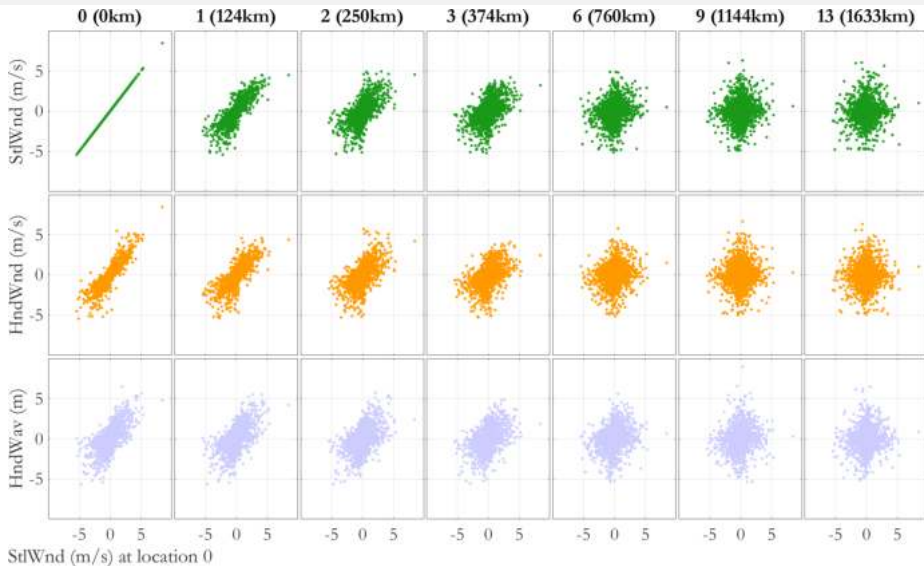 0 (0km) 1 (124km) 2 (250km) 3 (374km) 6 (760km) 9 (1144km) 13 (1633km)
StlWnd (m/s)
5
0
-5
HndWnd (m/s)
5
0
-5
HndWav (m)
5
0
-5
-5 0 5 -5 0 5 -5 0 5 -5 0 5 -5 0 5 -5 0 5 -5 0 5
StlWnd (m/s) at location 0